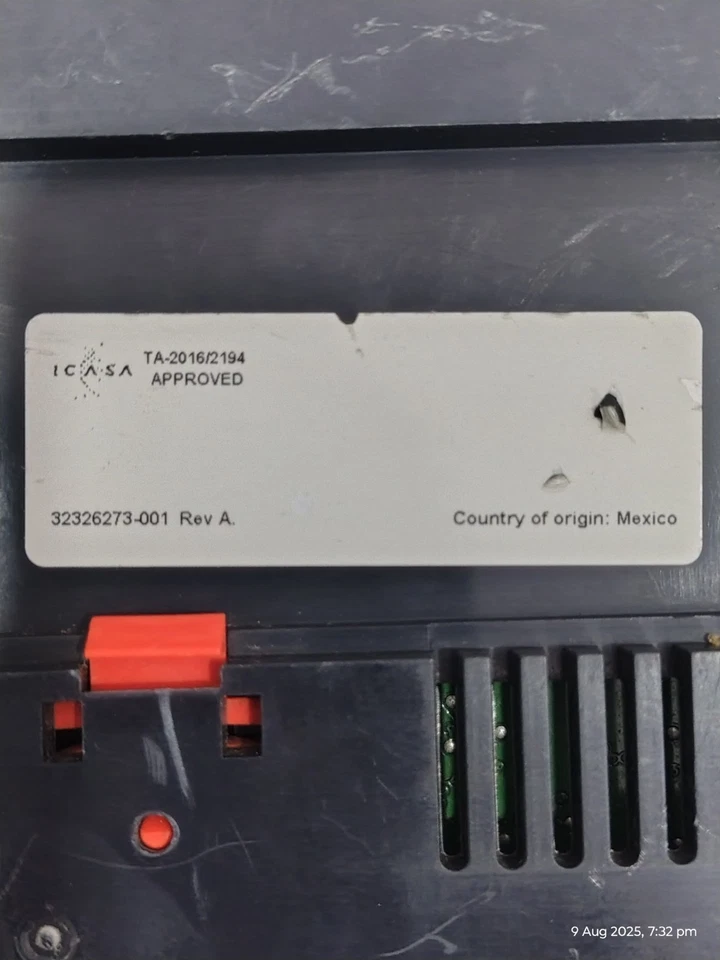 ICASA TA-2016/2194
APPROVED
32326273-001 Rev A. Country of origin: Mexico
9 Aug 2025, 7:32 pm